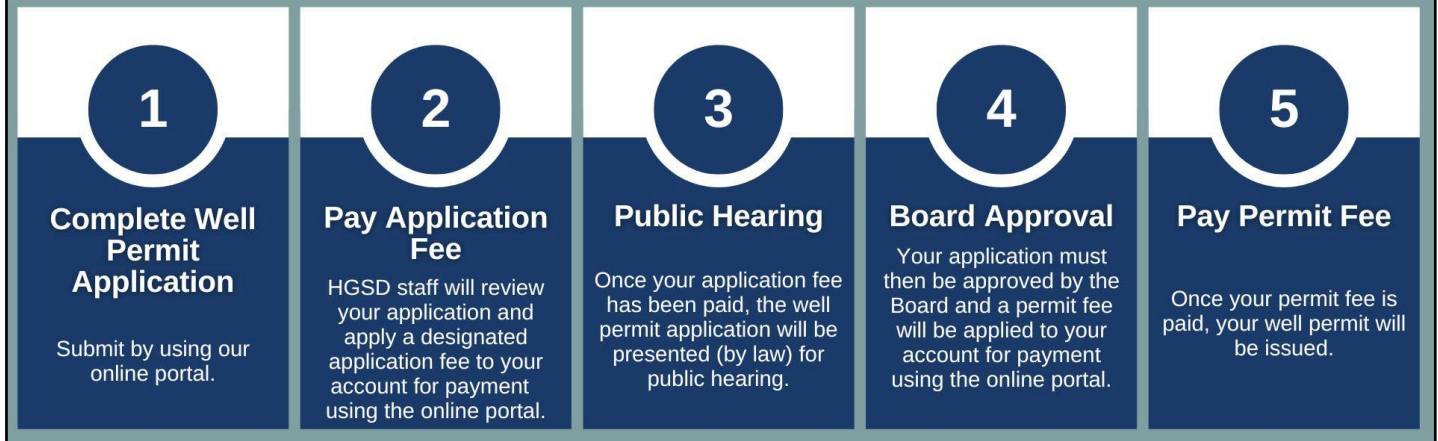 1
Complete Well
Permit
Application
Submit by using our
online portal.
2
Pay Application
Fee
HGSD staff will review
your application and
apply a designated
application fee to your
account for payment
using the online portal.
3
Public Hearing
Once your application fee
has been paid, the well
permit application will be
presented (by law) for
public hearing.
4
Board Approval
Your application must
then be approved by the
Board and a permit fee
will be applied to your
account for payment
using the online portal.
5
Pay Permit Fee
Once your permit fee is
paid, your well permit will
be issued.